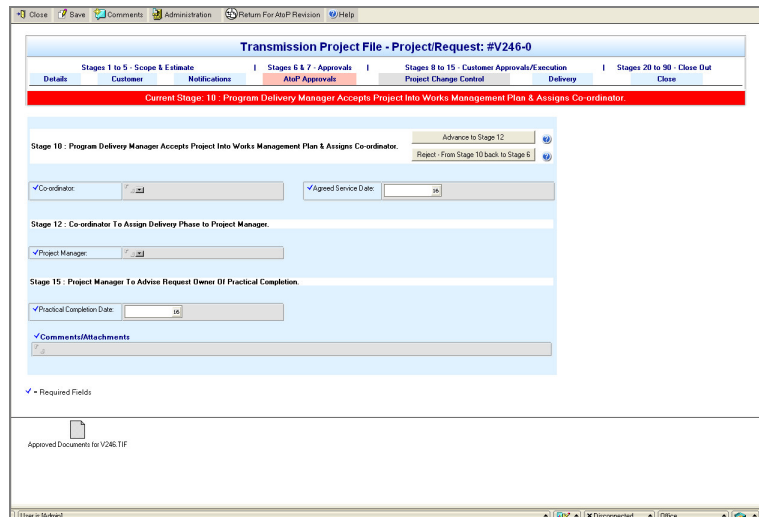 Close Save Comments Administration Return For AtoP Revision Help
Transmission Project File - Project/Request: #V246-0
Stages 1 to 5 - Scope & Estimate | Stages 6 & 7 - Approvals | Stages 8 to 15 - Customer Approvals/Execution | Stages 20 to 90 - Close Out
Details Customer Notifications AtoP Approvals Project Change Control Delivery Close
Current Stage: 10 : Program Delivery Manager Accepts Project Into Works Management Plan & Assigns Co-ordinator.
Advance to Stage 12
Stage 10 : Program Delivery Manager Accepts Project Into Works Management Plan & Assigns Co-ordinator.
Reject - From Stage 10 back to Stage 6
Co-ordinator: Agreed Service Date: 16
Stage 12 : Co-ordinator To Assign Delivery Phase to Project Manager.
Project Manager:
Stage 15 : Project Manager To Advise Request Owner Of Practical Completion.
Practical Completion Date: 16
Comments/Attachments
= Required Fields
Approved Documents for V246.TIF
User is [Admin] Disconnected Office